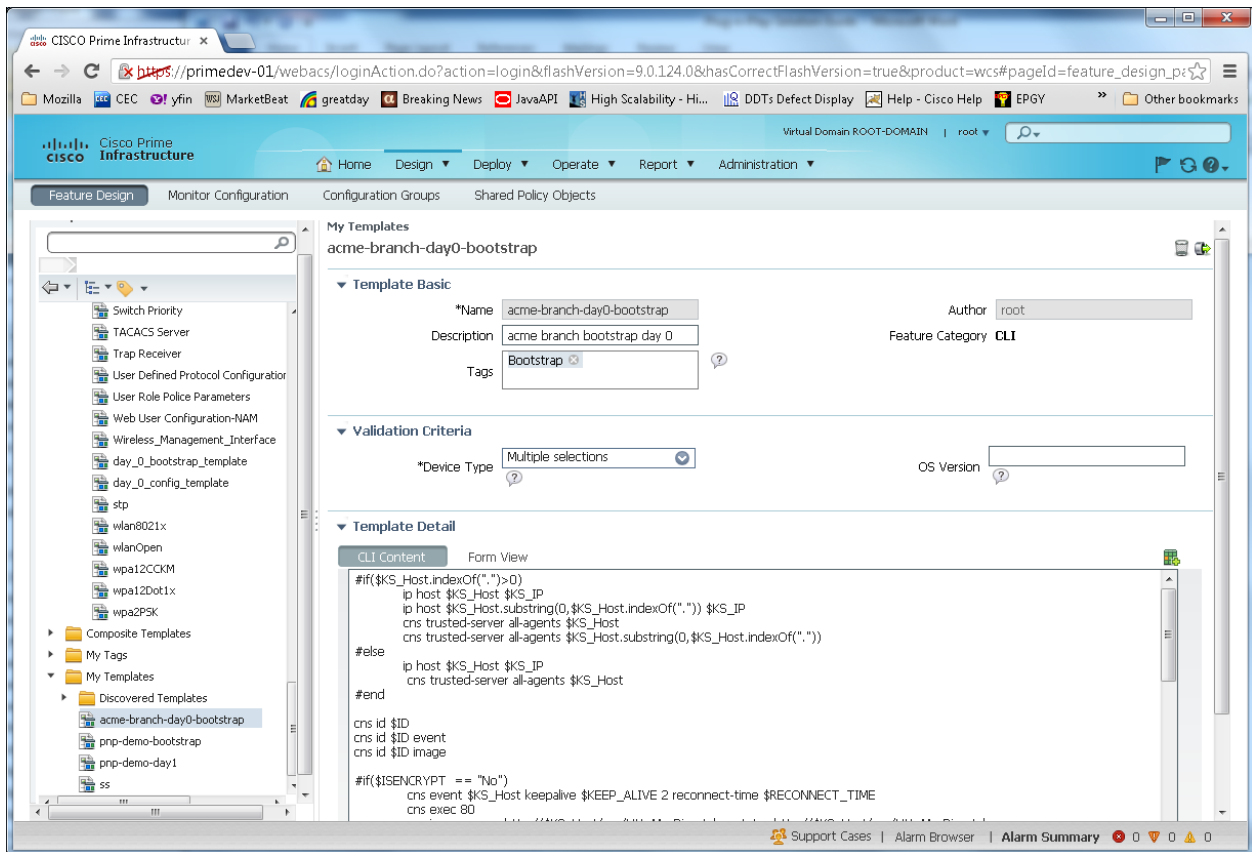 CISCO Prime Infrastructur ×
https://primedev-01/webacs/loginAction.do?action=login&flashVersion=9.0.124.0&hasCorrectFlashVersion=true&product=wcs#pageId=feature_design_pa
Mozilla CEC yfin MarketBeat greatday Breaking News JavaAPI High Scalability - Hi... DDTs Defect Display Help - Cisco Help EPGY » Other bookmarks
Virtual Domain ROOT-DOMAIN | root
cisco Cisco Prime
Infrastructure
Home Design Deploy Operate Report Administration
Feature Design Monitor Configuration Configuration Groups Shared Policy Objects
Switch Priority
TACACS Server
Trap Receiver
User Defined Protocol Configuration
User Role Police Parameters
Web User Configuration-NAM
Wireless_Management_Interface
day_0_bootstrap_template
day_0_config_template
stp
wlan8021x
wlanOpen
wpa12CCKM
wpa12Dot1x
wpa2PSK
Composite Templates
My Tags
My Templates
Discovered Templates
acme-branch-day0-bootstrap
pnp-demo-bootstrap
pnp-demo-day1
ss
My Templates
acme-branch-day0-bootstrap
Template Basic
*Name acme-branch-day0-bootstrap Author root
Description acme branch bootstrap day 0 Feature Category CLI
Tags Bootstrap
Validation Criteria
*Device Type Multiple selections OS Version
Template Detail
CLI Content Form View
#if($KS_Host.indexOf(".")>0)
ip host $KS_Host $KS_IP
ip host $KS_Host.substring(0,$KS_Host.indexOf(".")) $KS_IP
cns trusted-server all-agents $KS_Host
cns trusted-server all-agents $KS_Host.substring(0,$KS_Host.indexOf("."))
#else
ip host $KS_Host $KS_IP
cns trusted-server all-agents $KS_Host
#end
cns id $ID
cns id $ID event
cns id $ID image
#if($ISENCRYPT == "No")
cns event $KS_Host keepalive $KEEP_ALIVE 2 reconnect-time $RECONNECT_TIME
cns exec 80
Support Cases | Alarm Browser | Alarm Summary 0 0 0